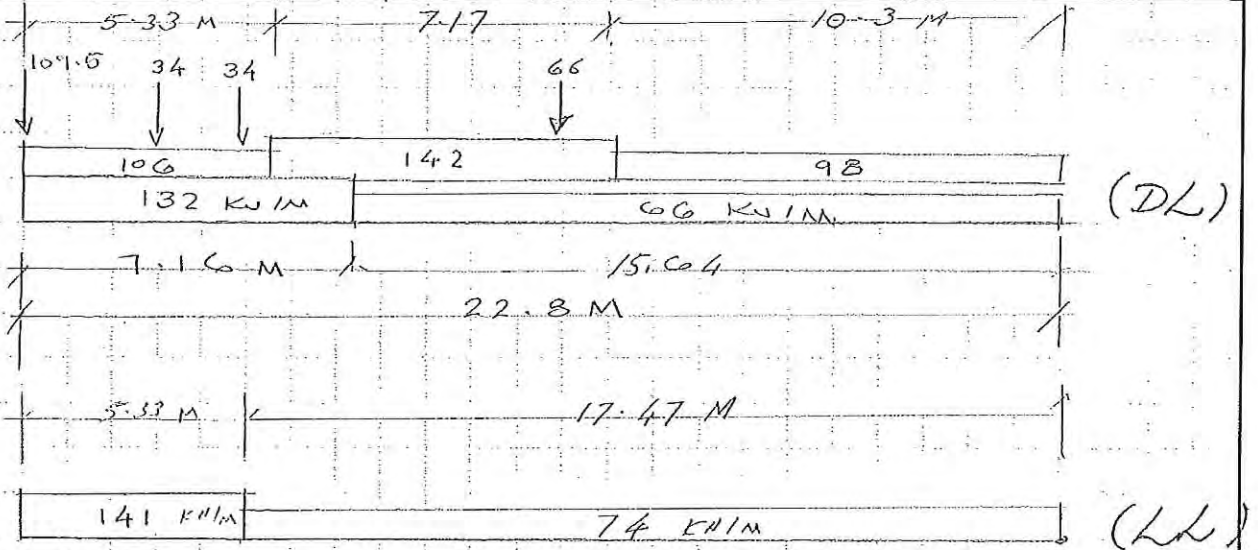 5.33 M 7.17 10.3 M
109.5 34 34 66
106 142 98
132 KN/M 66 KN/M (DL)
7.16 M 15.64
22.8 M
5.33 M 17.47 M
141 KN/M 74 KN/M (LL)